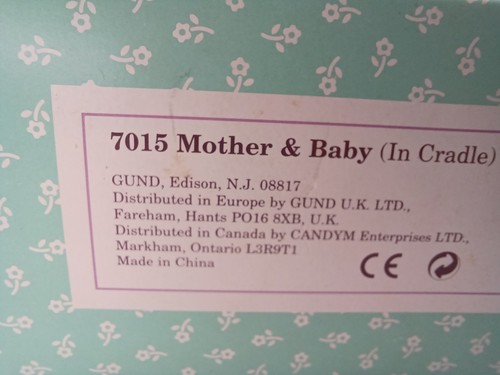 7015 Mother & Baby (In Cradle)
GUND, Edison, N.J. 08817
Distributed in Europe by GUND U.K. LTD.,
Fareham, Hants PO16 8XB, U.K.
Distributed in Canada by CANDYM Enterprises LTD.,
Markham, Ontario L3R9T1
Made in China
CE